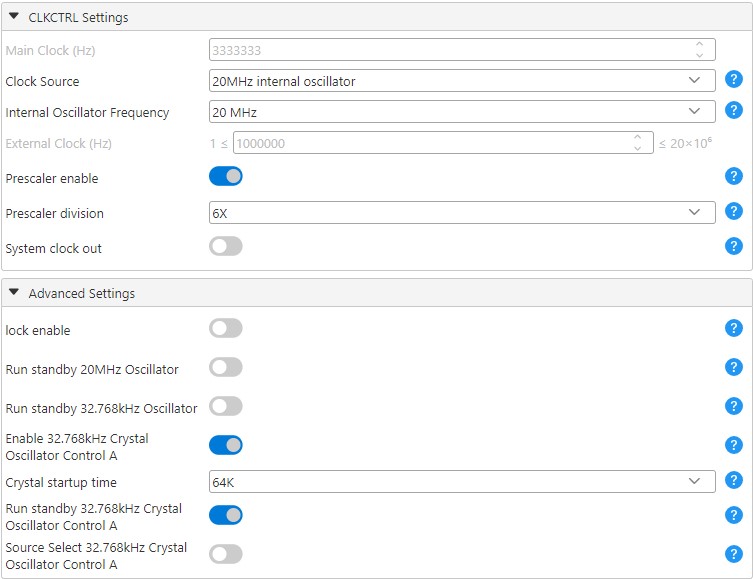 CLKCTRL Settings
Main Clock (Hz) 3333333
Clock Source 20MHz internal oscillator ?
Internal Oscillator Frequency 20 MHz ?
External Clock (Hz) 1 ≤ 1000000 ≤ 20×10⁶
Prescaler enable ?
Prescaler division 6X ?
System clock out ?
Advanced Settings
lock enable ?
Run standby 20MHz Oscillator ?
Run standby 32.768kHz Oscillator ?
Enable 32.768kHz Crystal
Oscillator Control A ?
Crystal startup time 64K ?
Run standby 32.768kHz Crystal
Oscillator Control A ?
Source Select 32.768kHz Crystal
Oscillator Control A ?